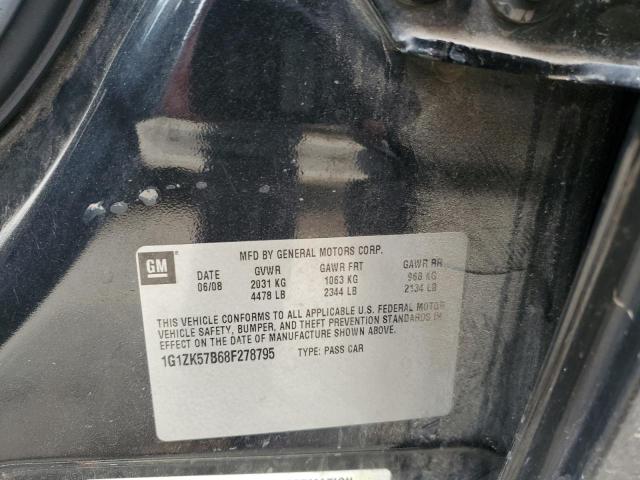 GM
MFD BY GENERAL MOTORS CORP.
DATE GVWR GAWR FRT GAWR RR
06/08 2031 KG 1063 KG 968 KG
4478 LB 2344 LB 2134 LB
THIS VEHICLE CONFORMS TO ALL APPLICABLE U.S. FEDERAL MOTOR
VEHICLE SAFETY, BUMPER, AND THEFT PREVENTION STANDARDS IN
EFFECT ON THE DATE OF MANUFACTURE SHOWN ABOVE.
1G1ZK57B68F278795 TYPE: PASS CAR